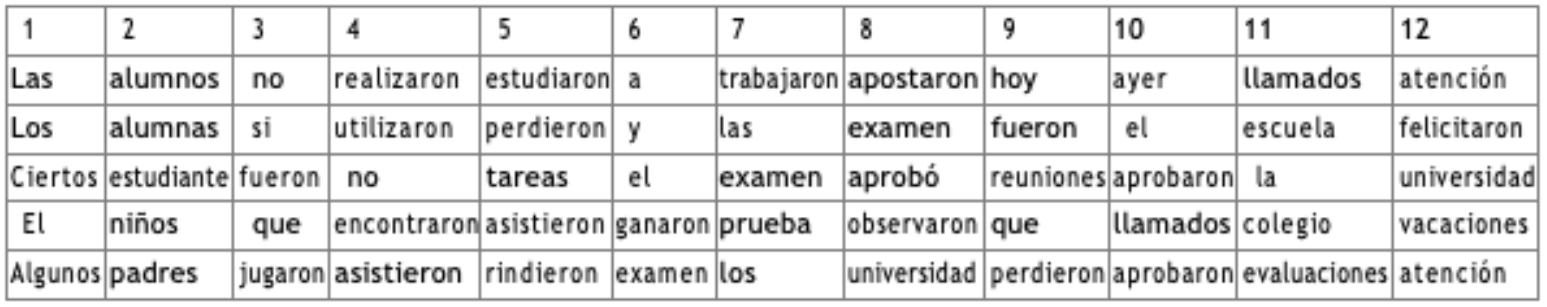 1 2 3 4 5 6 7 8 9 10 11 12
Las alumnos no realizaron estudiaron a trabajaron apostaron hoy ayer llamados atención
Los alumnas si utilizaron perdieron y las examen fueron el escuela felicitaron
Ciertos estudiante fueron no tareas el examen aprobó reuniones aprobaron la universidad
El niños que encontraron asistieron ganaron prueba observaron que llamados colegio vacaciones
Algunos padres jugaron asistieron rindieron examen los universidad perdieron aprobaron evaluaciones atención